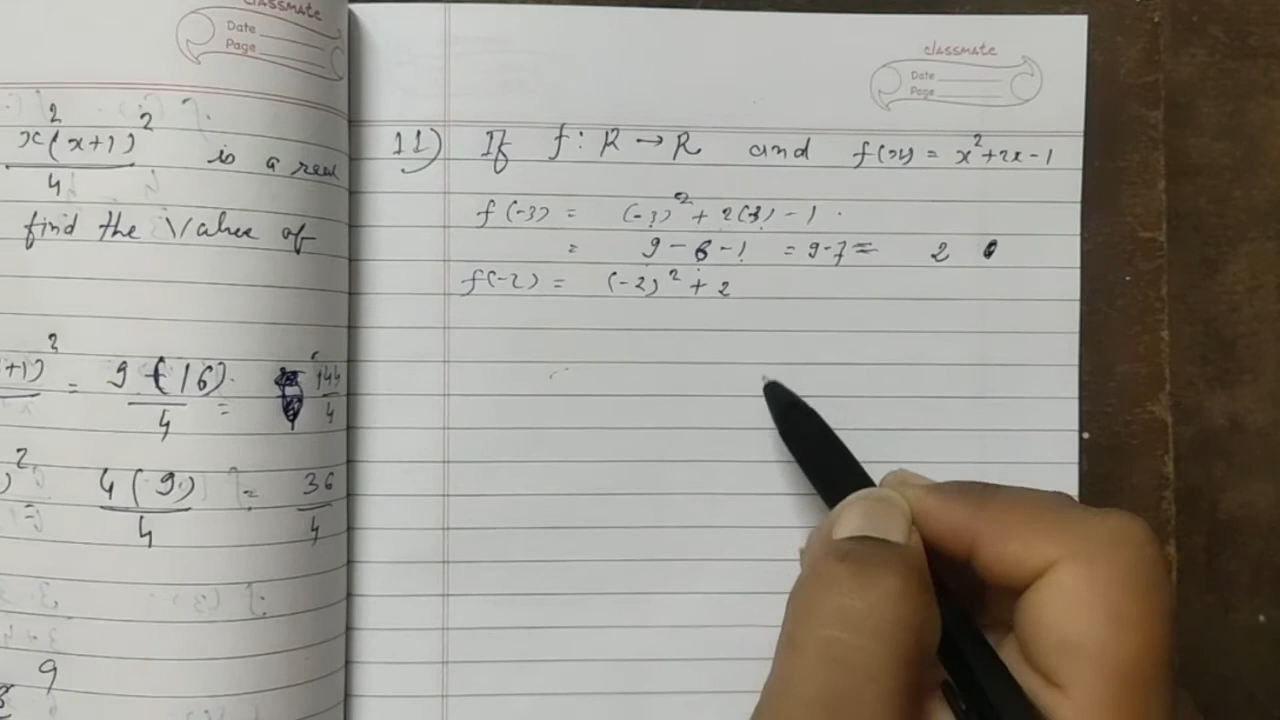 classmate
Date
Page
x²(x+1)²
4
is a real
find the value of
+1)² = 9(16) = 144
4 4
)² = 4(9) = 36
4 4
9
classmate
Date
Page
11) If f: R → R and f(x) = x²+2x-1
f(-3) = (-3)² + 2(3) - 1
= 9 - 6 - 1 = 9-7 = 2
f(-2) = (-2)² + 2